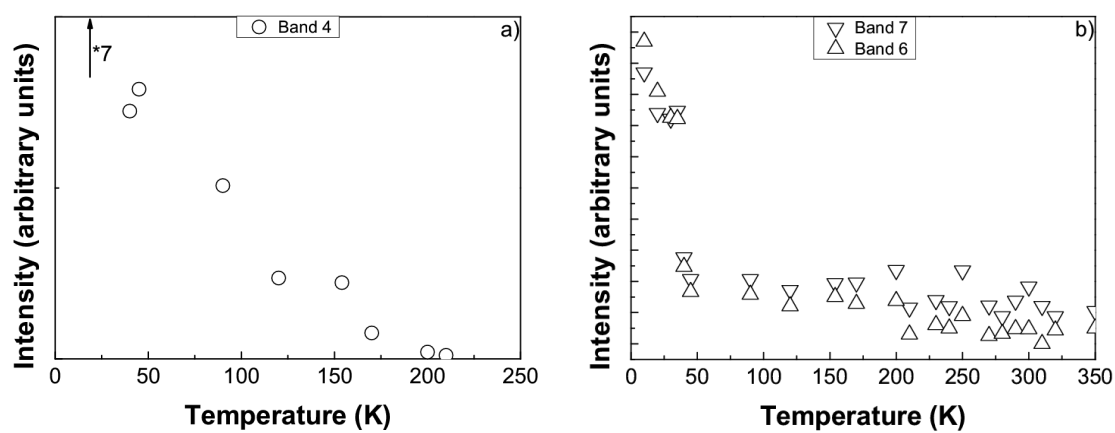 Band 4
a)
*7
Intensity (arbitrary units)
0 50 100 150 200 250
Temperature (K)
Band 7
Band 6
b)
Intensity (arbitrary units)
0 50 100 150 200 250 300 350
Temperature (K)